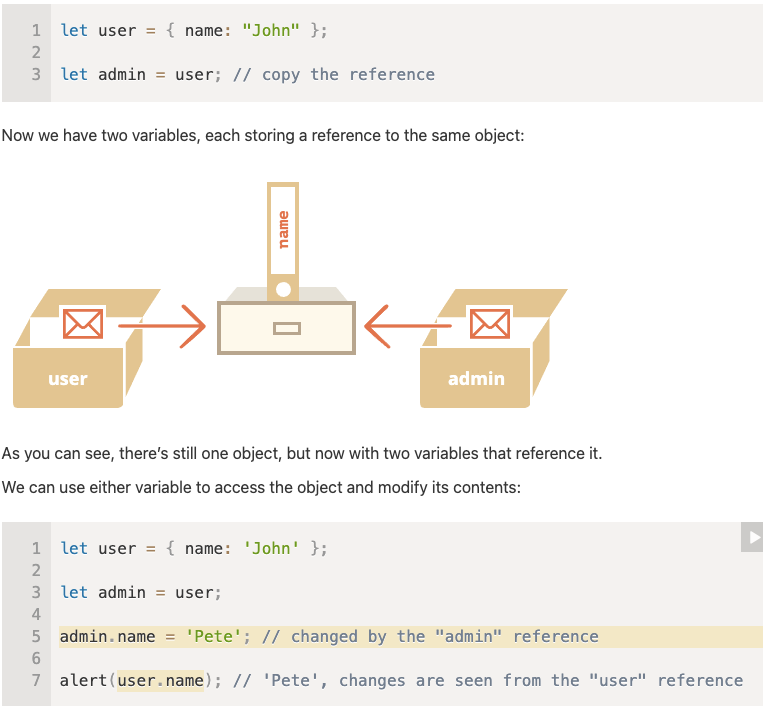 1 let user = { name: "John" };
2
3 let admin = user; // copy the reference
Now we have two variables, each storing a reference to the same object:
name
user
admin
As you can see, there’s still one object, but now with two variables that reference it.
We can use either variable to access the object and modify its contents:
1 let user = { name: 'John' };
2
3 let admin = user;
4
5 admin.name = 'Pete'; // changed by the "admin" reference
6
7 alert(user.name); // 'Pete', changes are seen from the "user" reference